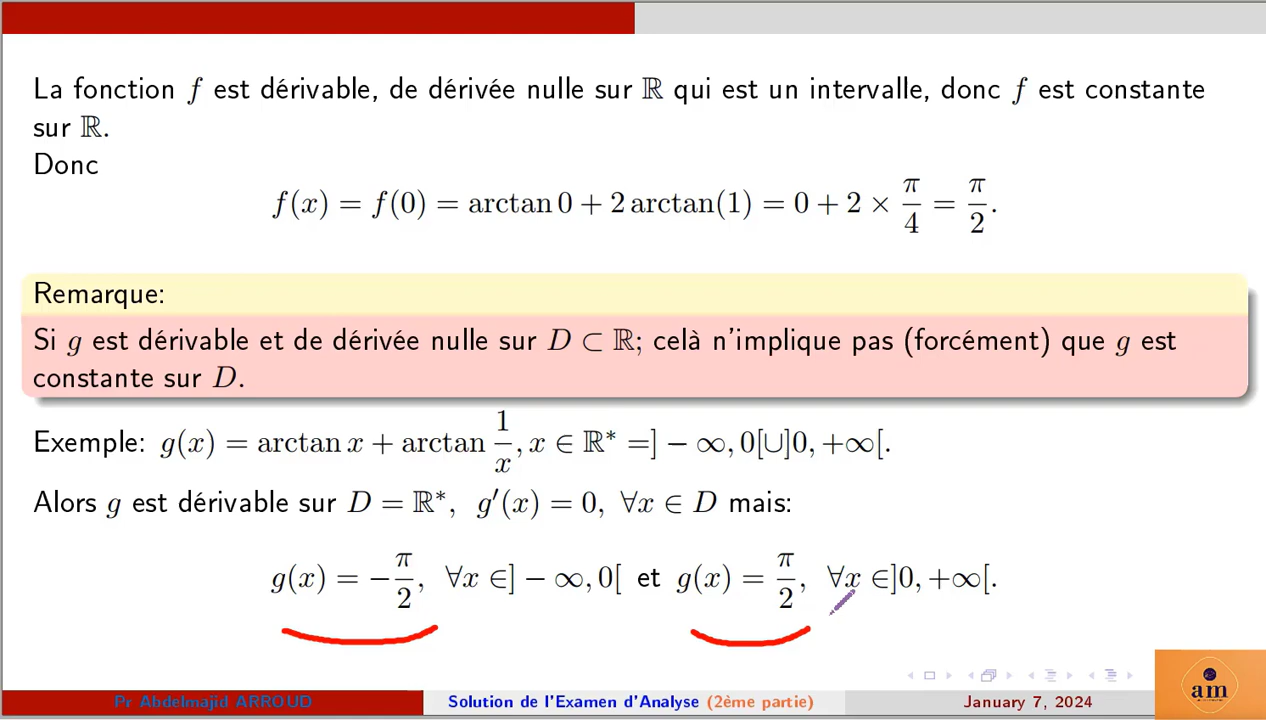 La fonction f est dérivable, de dérivée nulle sur ℝ qui est un intervalle, donc f est constante
sur ℝ.
Donc
f(x) = f(0) = arctan 0 + 2 arctan(1) = 0 + 2 × π/4 = π/2.
Remarque:
Si g est dérivable et de dérivée nulle sur D ⊂ ℝ; celà n'implique pas (forcément) que g est
constante sur D.
Exemple: g(x) = arctan x + arctan 1/x, x ∈ ℝ* =] − ∞, 0[∪]0, +∞[.
Alors g est dérivable sur D = ℝ*, g′(x) = 0, ∀x ∈ D mais:
g(x) = −π/2, ∀x ∈] − ∞, 0[ et g(x) = π/2, ∀x ∈]0, +∞[.
am
Pr Abdelmajid ARROUD Solution de l'Examen d'Analyse (2ème partie) January 7, 2024